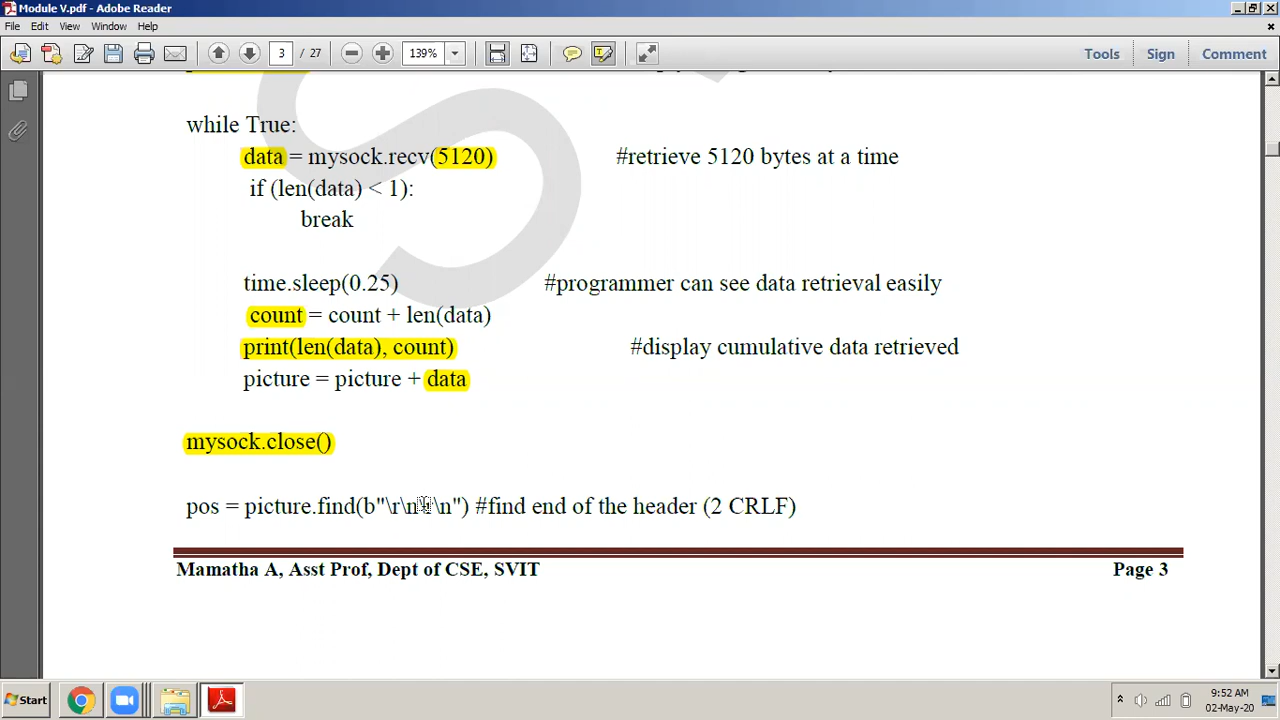 Module V.pdf - Adobe Reader
File Edit View Window Help
3 / 27 139% Tools Sign Comment
while True:
data = mysock.recv(5120) #retrieve 5120 bytes at a time
if (len(data) < 1):
break
time.sleep(0.25) #programmer can see data retrieval easily
count = count + len(data)
print(len(data), count) #display cumulative data retrieved
picture = picture + data
mysock.close()
pos = picture.find(b"\r\n\r\n") #find end of the header (2 CRLF)
Mamatha A, Asst Prof, Dept of CSE, SVIT Page 3
Start
9:52 AM
02-May-20